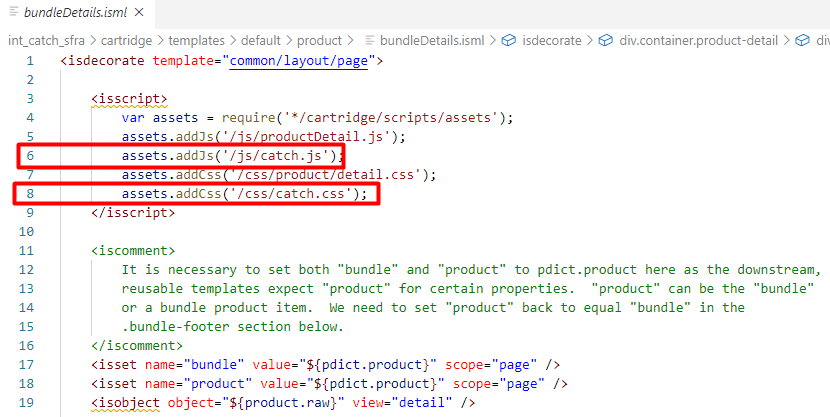 bundleDetails.isml ×
int_catch_sfra > cartridge > templates > default > product > bundleDetails.isml > isdecorate > div.container.product-detail > div
1 <isdecorate template="common/layout/page">
2
3 <isscript>
4 var assets = require('*/cartridge/scripts/assets');
5 assets.addJs('/js/productDetail.js');
6 assets.addJs('/js/catch.js');
7 assets.addCss('/css/product/detail.css');
8 assets.addCss('/css/catch.css');
9 </isscript>
10
11 <iscomment>
12 It is necessary to set both "bundle" and "product" to pdict.product here as the downstream,
13 reusable templates expect "product" for certain properties.  "product" can be the "bundle"
14 or a bundle product item.  We need to set "product" back to equal "bundle" in the
15 .bundle-footer section below.
16 </iscomment>
17 <isset name="bundle" value="${pdict.product}" scope="page" />
18 <isset name="product" value="${pdict.product}" scope="page" />
19 <isobject object="${product.raw}" view="detail" />